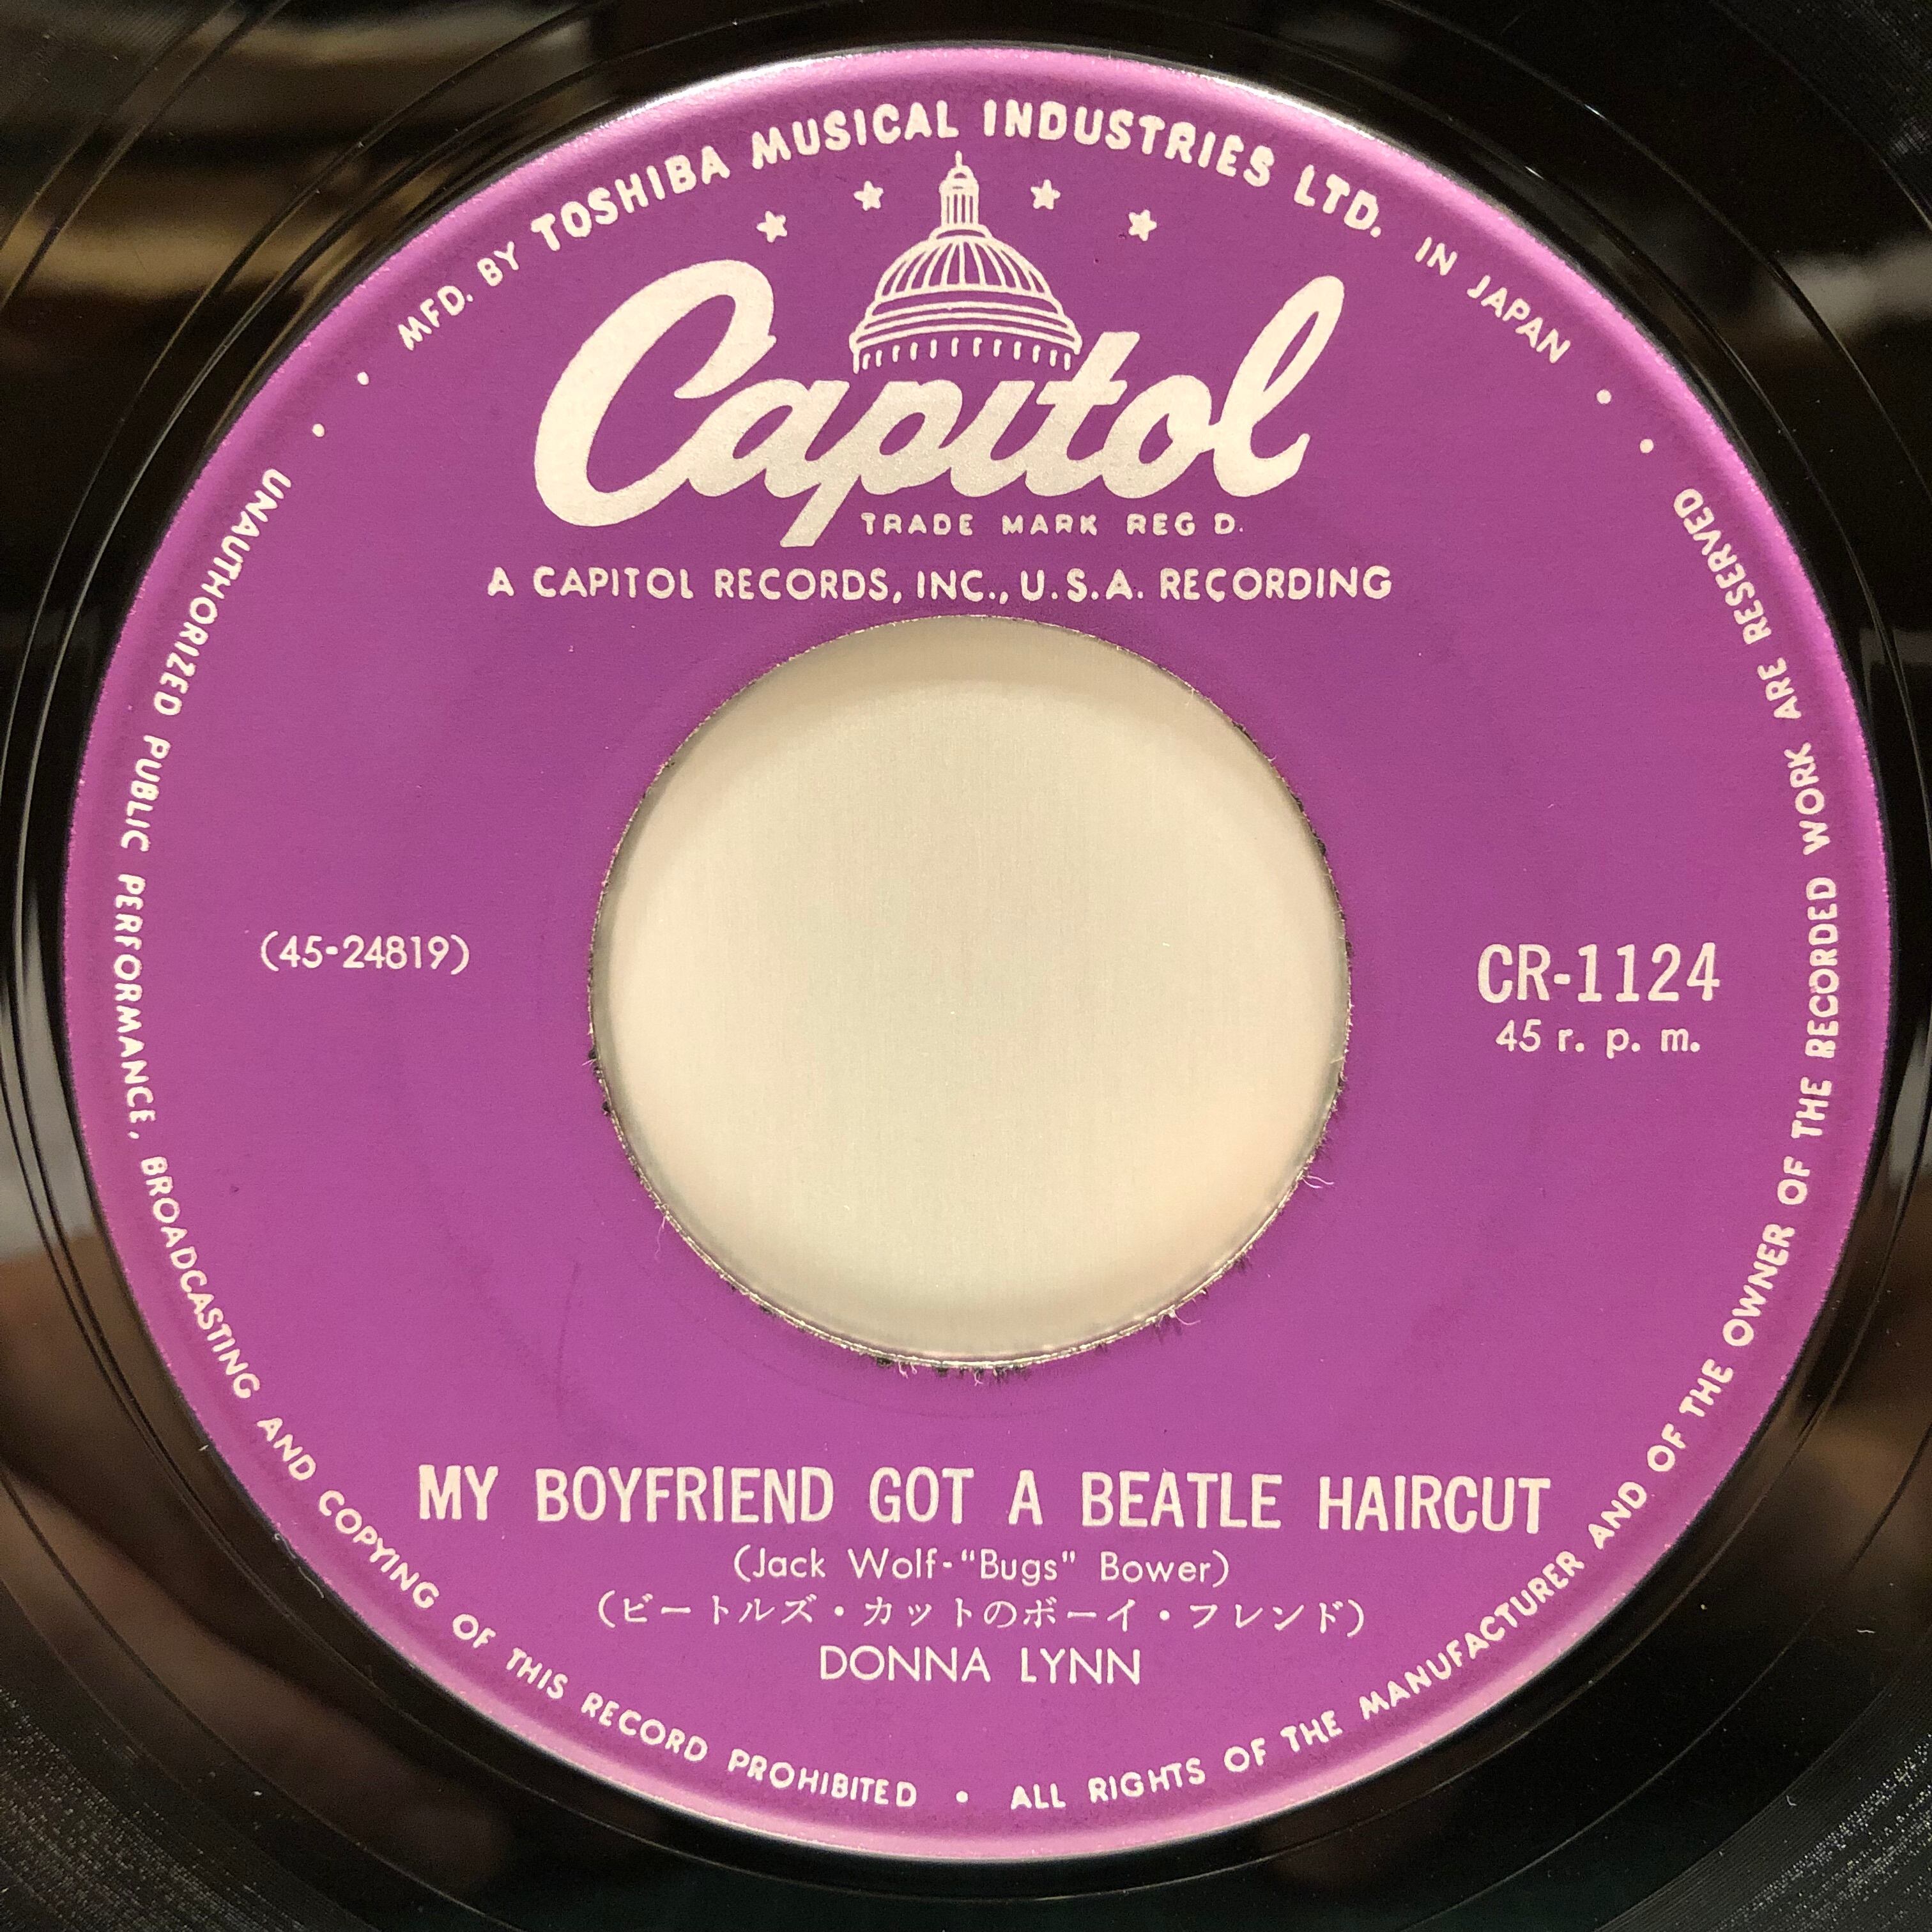 MFD. BY TOSHIBA MUSICAL INDUSTRIES LTD. IN JAPAN
Capitol
TRADE MARK REG D.
A CAPITOL RECORDS, INC., U.S.A. RECORDING
(45-24819)
CR-1124
45 r. p. m.
MY BOYFRIEND GOT A BEATLE HAIRCUT
(Jack Wolf-"Bugs" Bower)
(ビートルズ・カットのボーイ・フレンド)
DONNA LYNN
UNAUTHORIZED PUBLIC PERFORMANCE, BROADCASTING AND COPYING OF THIS RECORD PROHIBITED • ALL RIGHTS OF THE MANUFACTURER AND OF THE OWNER OF THE RECORDED WORK ARE RESERVED